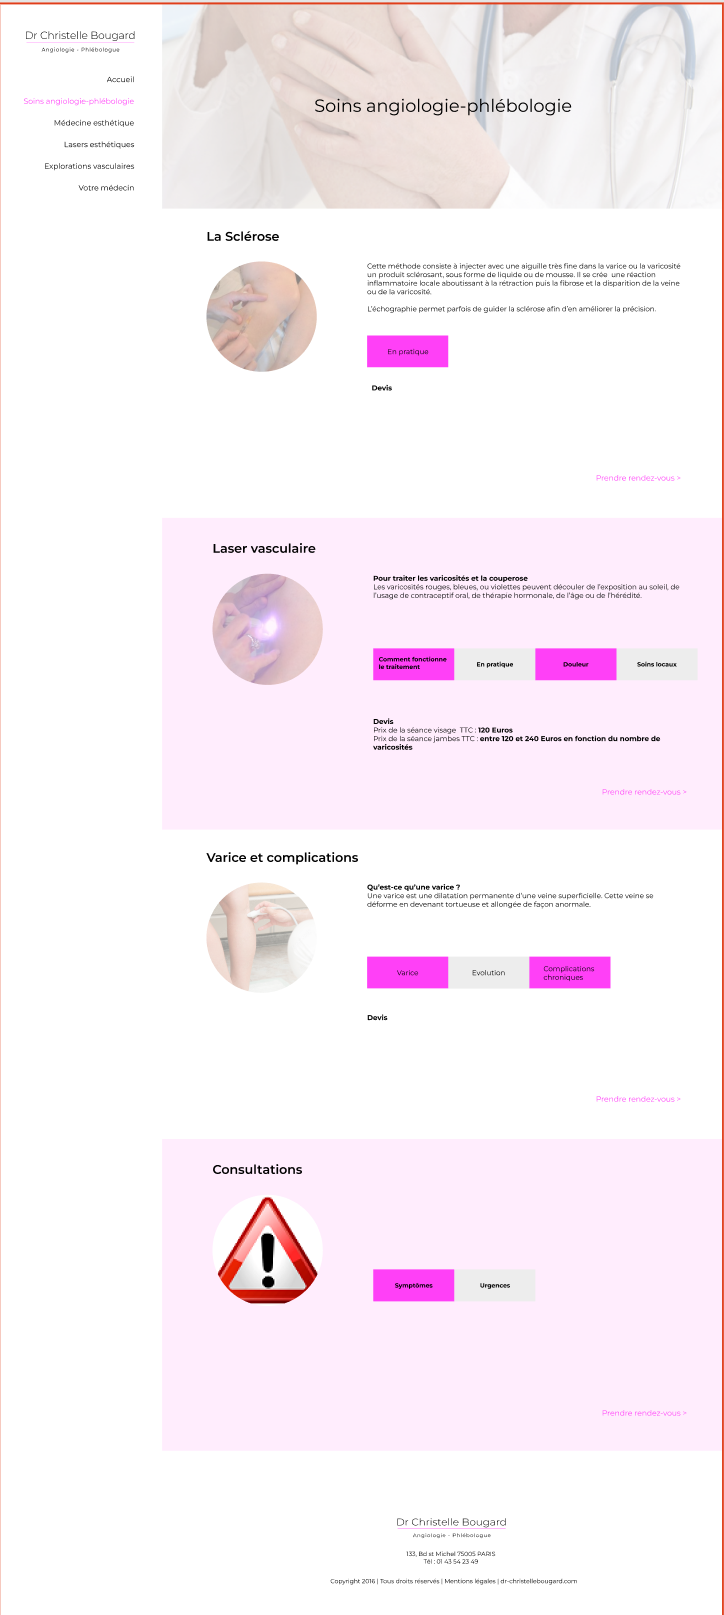 Dr Christelle Bougard
Angiologie - Phlébologue
Accueil
Soins angiologie-phlébologie
Médecine esthétique
Lasers esthétiques
Explorations vasculaires
Votre médecin
Soins angiologie-phlébologie
La Sclérose
Cette méthode consiste à injecter avec une aiguille très fine dans la varice ou la varicosité
un produit sclérosant, sous forme de liquide ou de mousse. Il se crée  une réaction
inflammatoire locale aboutissant à la rétraction puis la fibrose et la disparition de la veine
ou de la varicosité.
L'échographie permet parfois de guider la sclérose afin d'en améliorer la précision.
En pratique
Devis
Prendre rendez-vous >
Laser vasculaire
Pour traiter les varicosités et la couperose
Les varicosités rouges, bleues, ou violettes peuvent découler de l'exposition au soleil, de
l'usage de contraceptif oral, de thérapie hormonale, de l'âge ou de l'hérédité.
Comment fonctionne
le traitement
En pratique
Douleur
Soins locaux
Devis
Prix de la séance visage  TTC : 120 Euros
Prix de la séance jambes TTC : entre 120 et 240 Euros en fonction du nombre de
varicosités
Prendre rendez-vous >
Varice et complications
Qu'est-ce qu'une varice ?
Une varice est une dilatation permanente d'une veine superficielle. Cette veine se
déforme en devenant tortueuse et allongée de façon anormale.
Varice
Evolution
Complications
chroniques
Devis
Prendre rendez-vous >
Consultations
Symptômes
Urgences
Prendre rendez-vous >
Dr Christelle Bougard
Angiologie - Phlébologue
133, Bd st Michel 75005 PARIS
Tél : 01 43 54 23 49
Copyright 2016 | Tous droits réservés | Mentions légales | dr-christellebougard.com